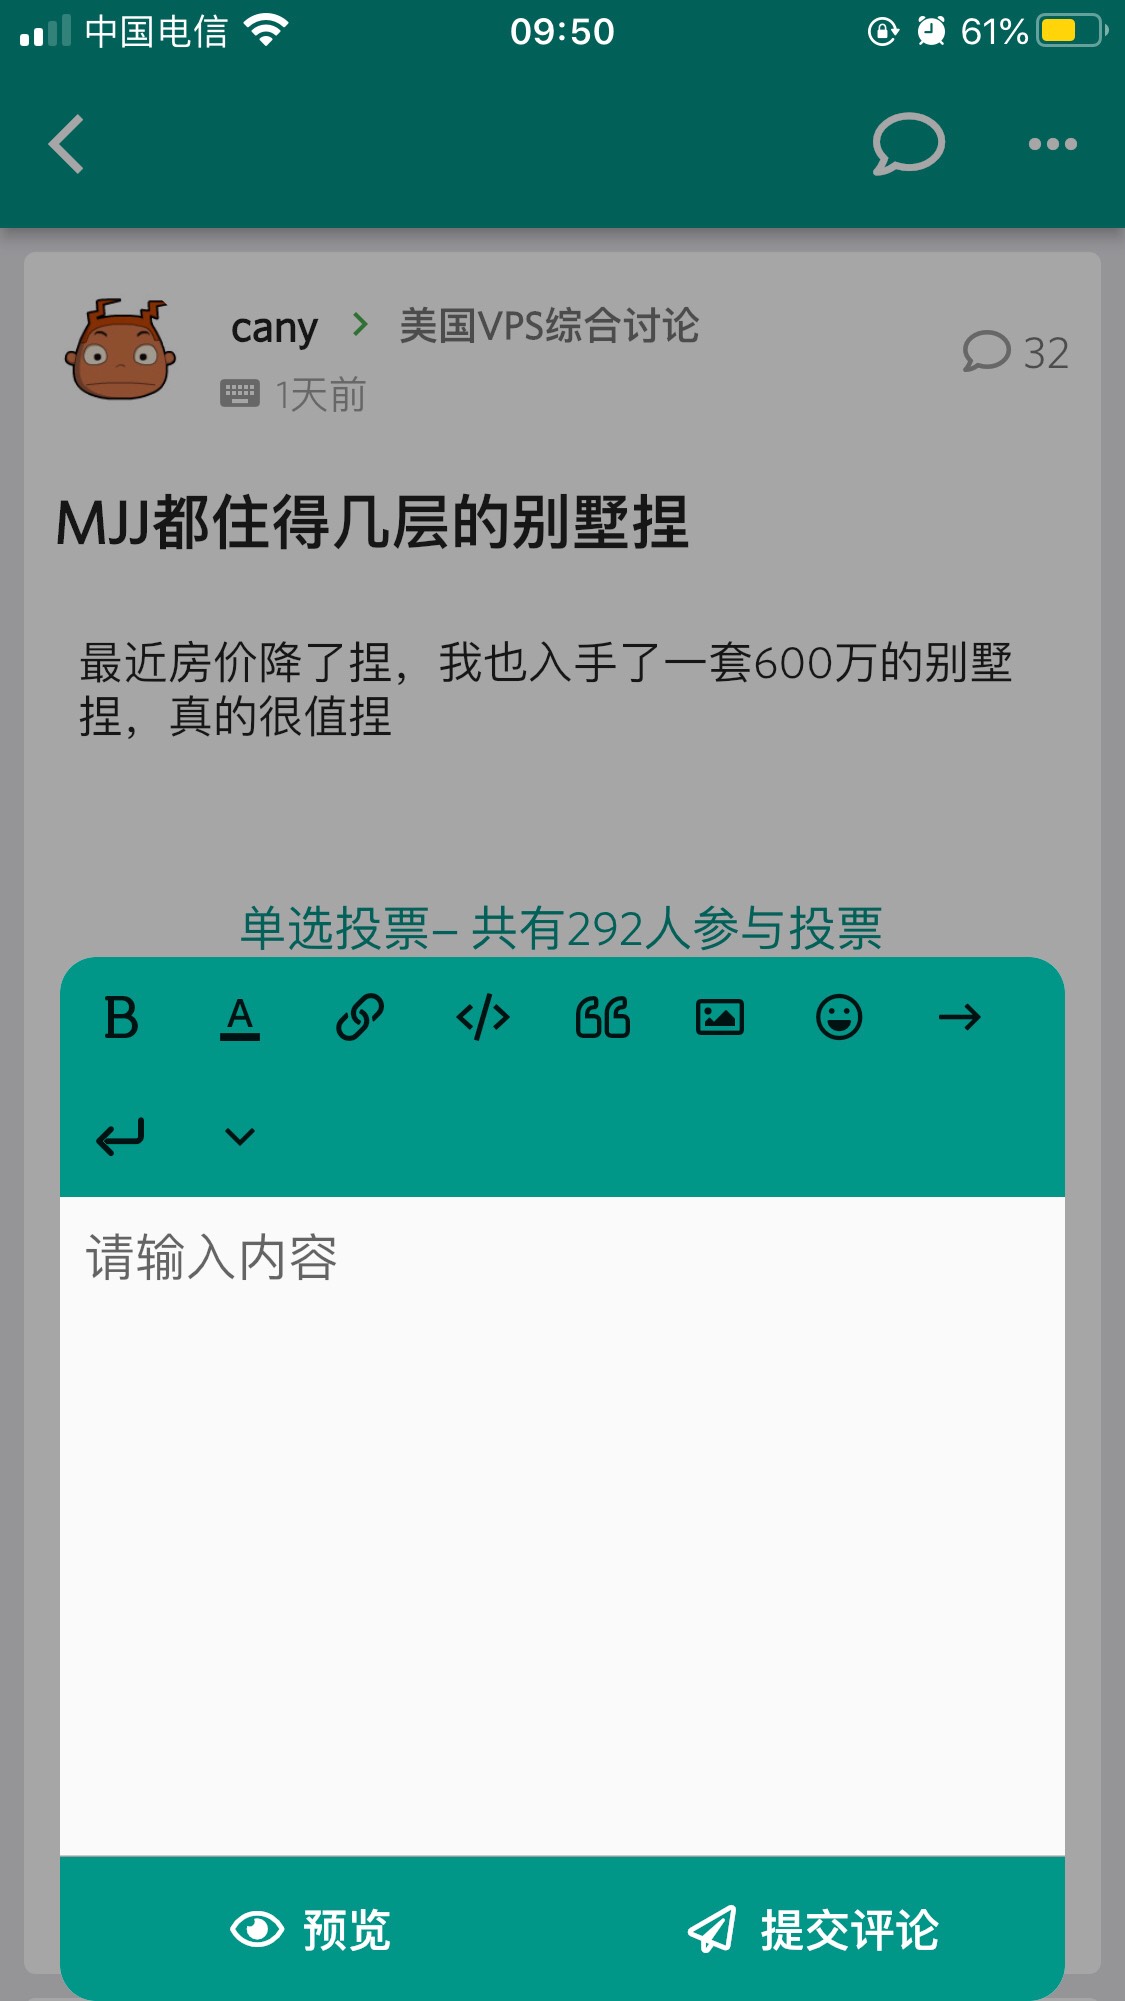 中国电信
09:50
61%
cany
美国VPS综合讨论
32
1天前
MJJ都住得几层的别墅捏
最近房价降了捏，我也入手了一套600万的别墅
捏，真的很值捏
单选投票– 共有292人参与投票
B A
请输入内容
预览 提交评论